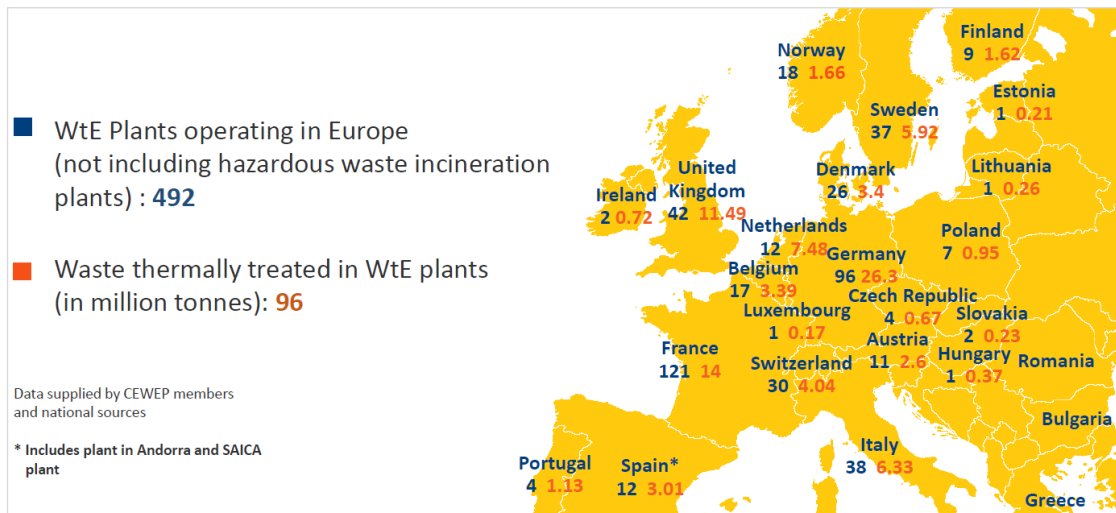 WtE Plants operating in Europe
(not including hazardous waste incineration
plants) : 492
Waste thermally treated in WtE plants
(in million tonnes): 96
Data supplied by CEWEP members
and national sources
* Includes plant in Andorra and SAICA
plant
Finland
9 1.62
Norway
18 1.66
Estonia
1 0.21
Sweden
37 5.92
Lithuania
1 0.26
Denmark
26 3.4
United
Kingdom
42 11.49
Ireland
2 0.72
Netherlands
12 7.48
Poland
7 0.95
Germany
96 26.3
Belgium
17 3.39
Czech Republic
4 0.67
Luxembourg
1 0.17
Slovakia
2 0.23
Austria
11 2.6
France
121 14
Switzerland
30 4.04
Hungary
1 0.37
Romania
Bulgaria
Italy
38 6.33
Portugal
4 1.13
Spain*
12 3.01
Greece